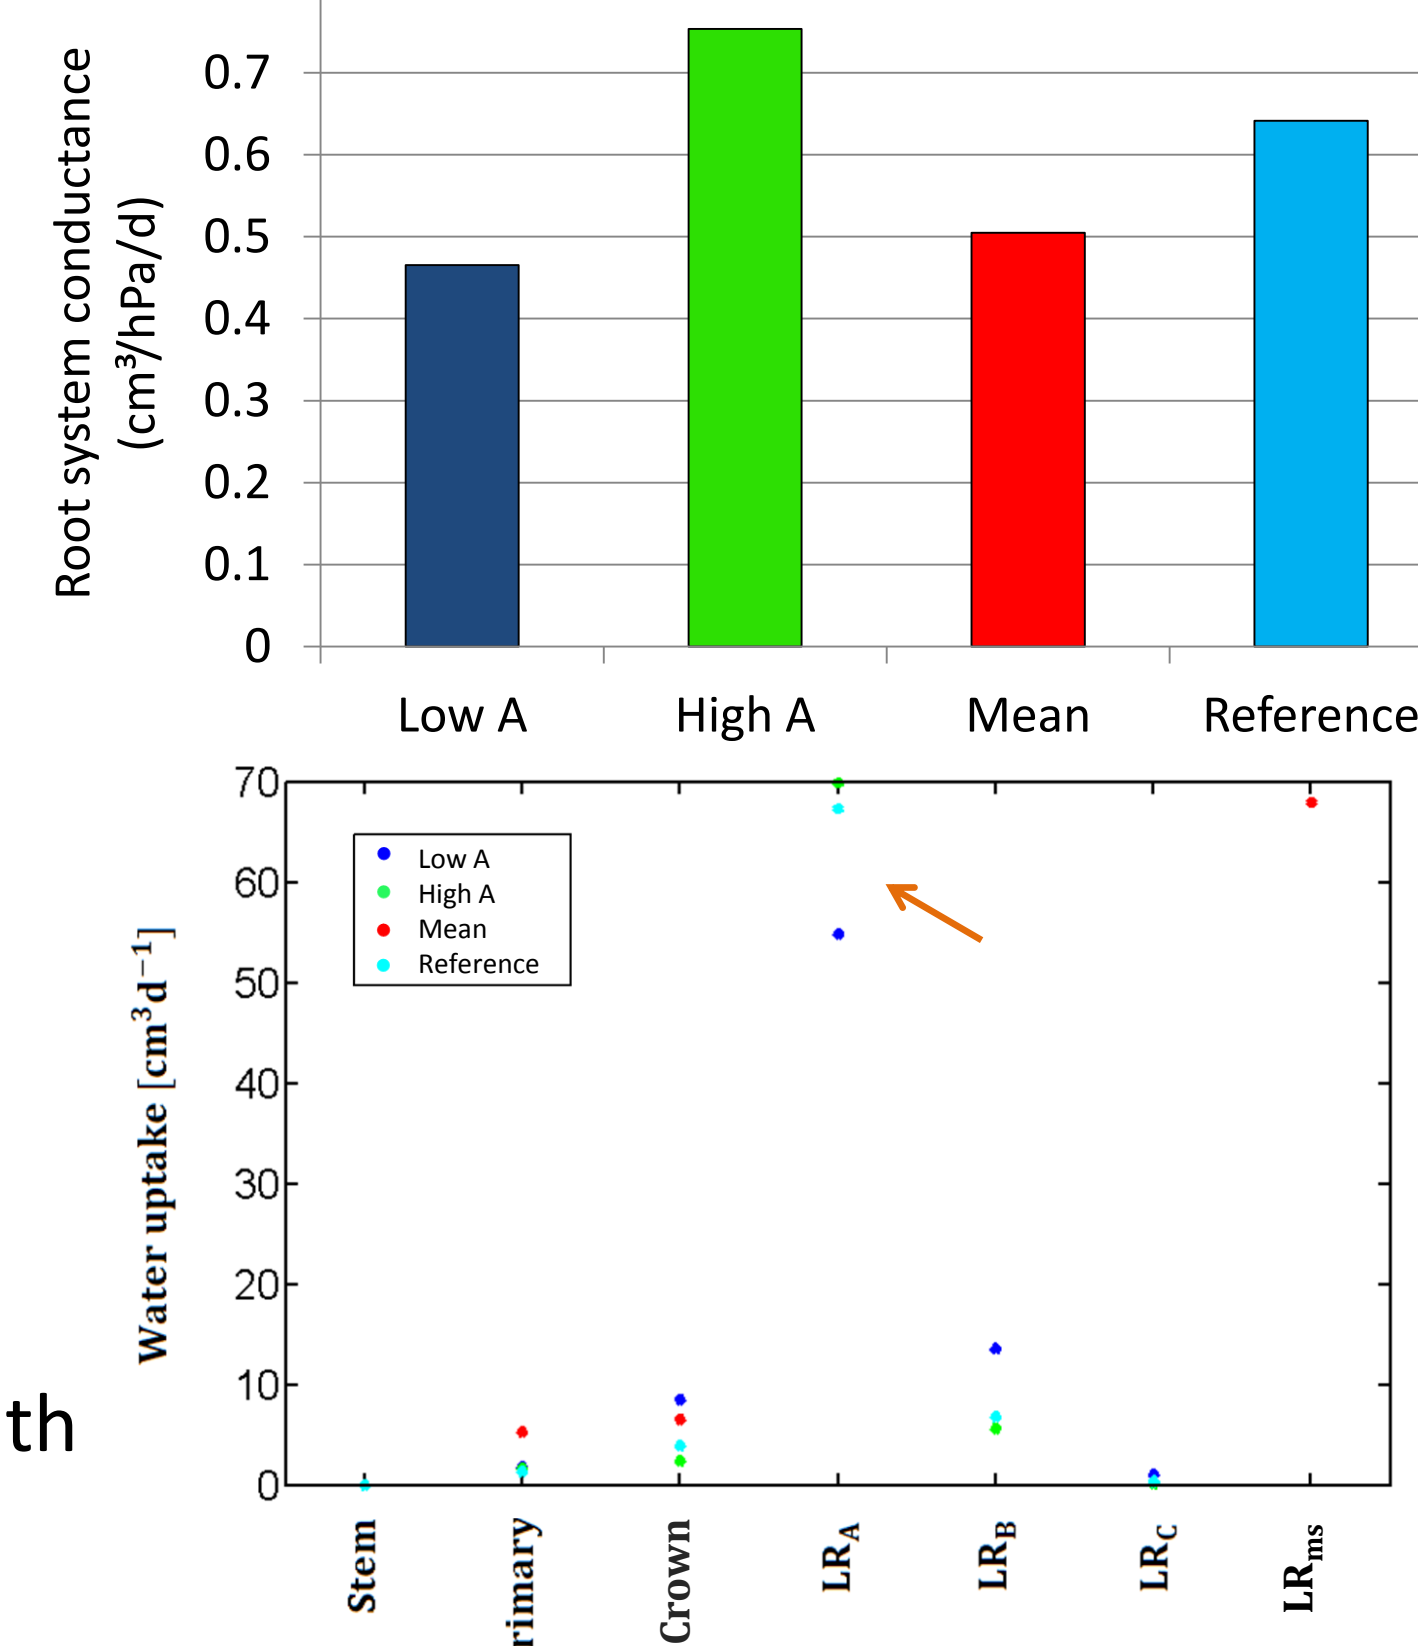 Root system conductance
(cm³/hPa/d)
0.7
0.6
0.5
0.4
0.3
0.2
0.1
0
Low A High A Mean Reference
Water uptake [cm³d⁻¹]
70
60
50
40
30
20
10
0
Low A
High A
Mean
Reference
th
Stem rimary Crown LR_A LR_B LR_C LR_ms